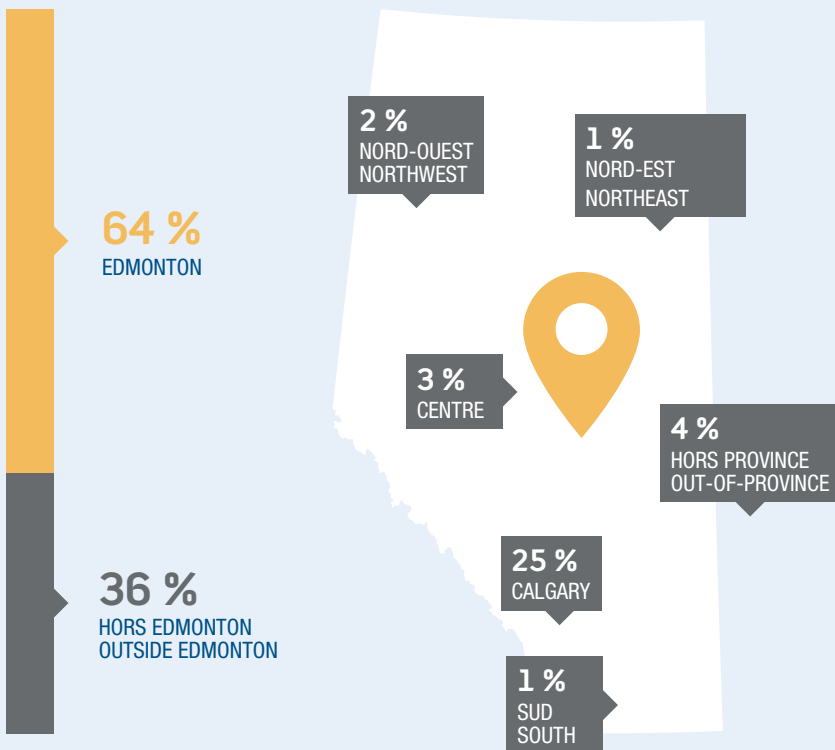 64 %
EDMONTON
36 %
HORS EDMONTON
OUTSIDE EDMONTON
2 %
NORD-OUEST
NORTHWEST
1 %
NORD-EST
NORTHEAST
3 %
CENTRE
4 %
HORS PROVINCE
OUT-OF-PROVINCE
25 %
CALGARY
1 %
SUD
SOUTH